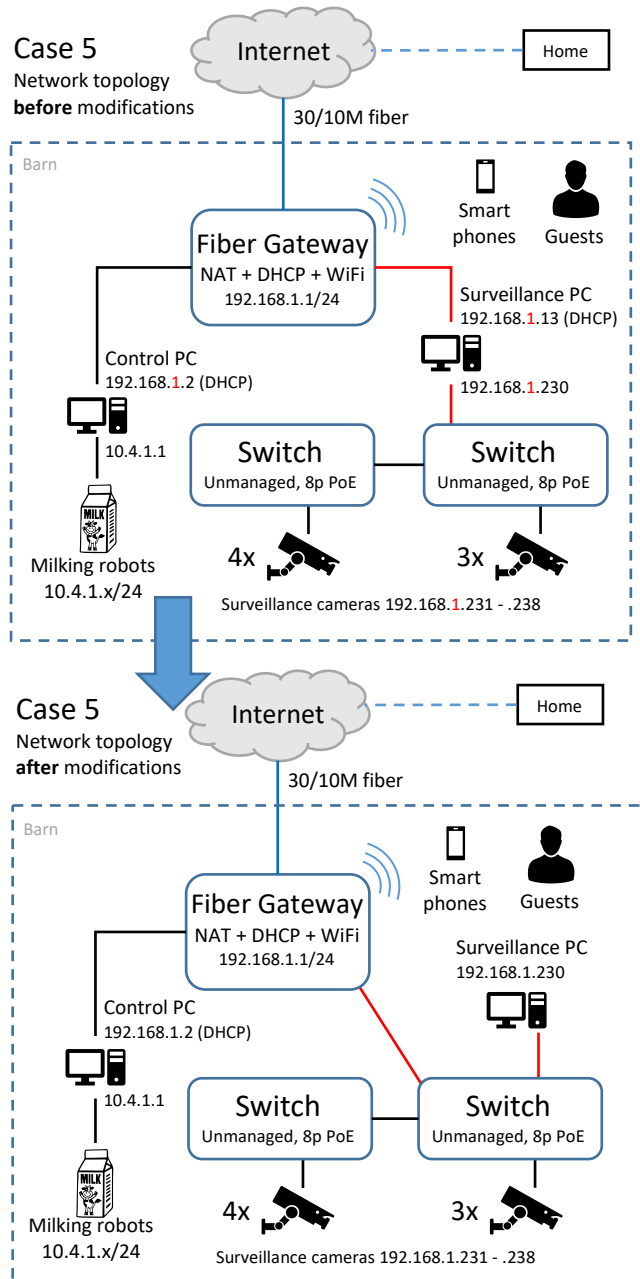 Case 5
Network topology
before modifications
Internet
Home
30/10M fiber
Barn
Smart
phones
Guests
Fiber Gateway
NAT + DHCP + WiFi
192.168.1.1/24
Surveillance PC
192.168.1.13 (DHCP)
Control PC
192.168.1.2 (DHCP)
192.168.1.230
10.4.1.1
Switch
Unmanaged, 8p PoE
Switch
Unmanaged, 8p PoE
MILK
4x
3x
Milking robots
10.4.1.x/24
Surveillance cameras 192.168.1.231 - .238
Case 5
Network topology
after modifications
Internet
Home
30/10M fiber
Barn
Smart
phones
Guests
Fiber Gateway
NAT + DHCP + WiFi
192.168.1.1/24
Surveillance PC
192.168.1.230
Control PC
192.168.1.2 (DHCP)
10.4.1.1
Switch
Unmanaged, 8p PoE
Switch
Unmanaged, 8p PoE
MILK
4x
3x
Milking robots
10.4.1.x/24
Surveillance cameras 192.168.1.231 - .238